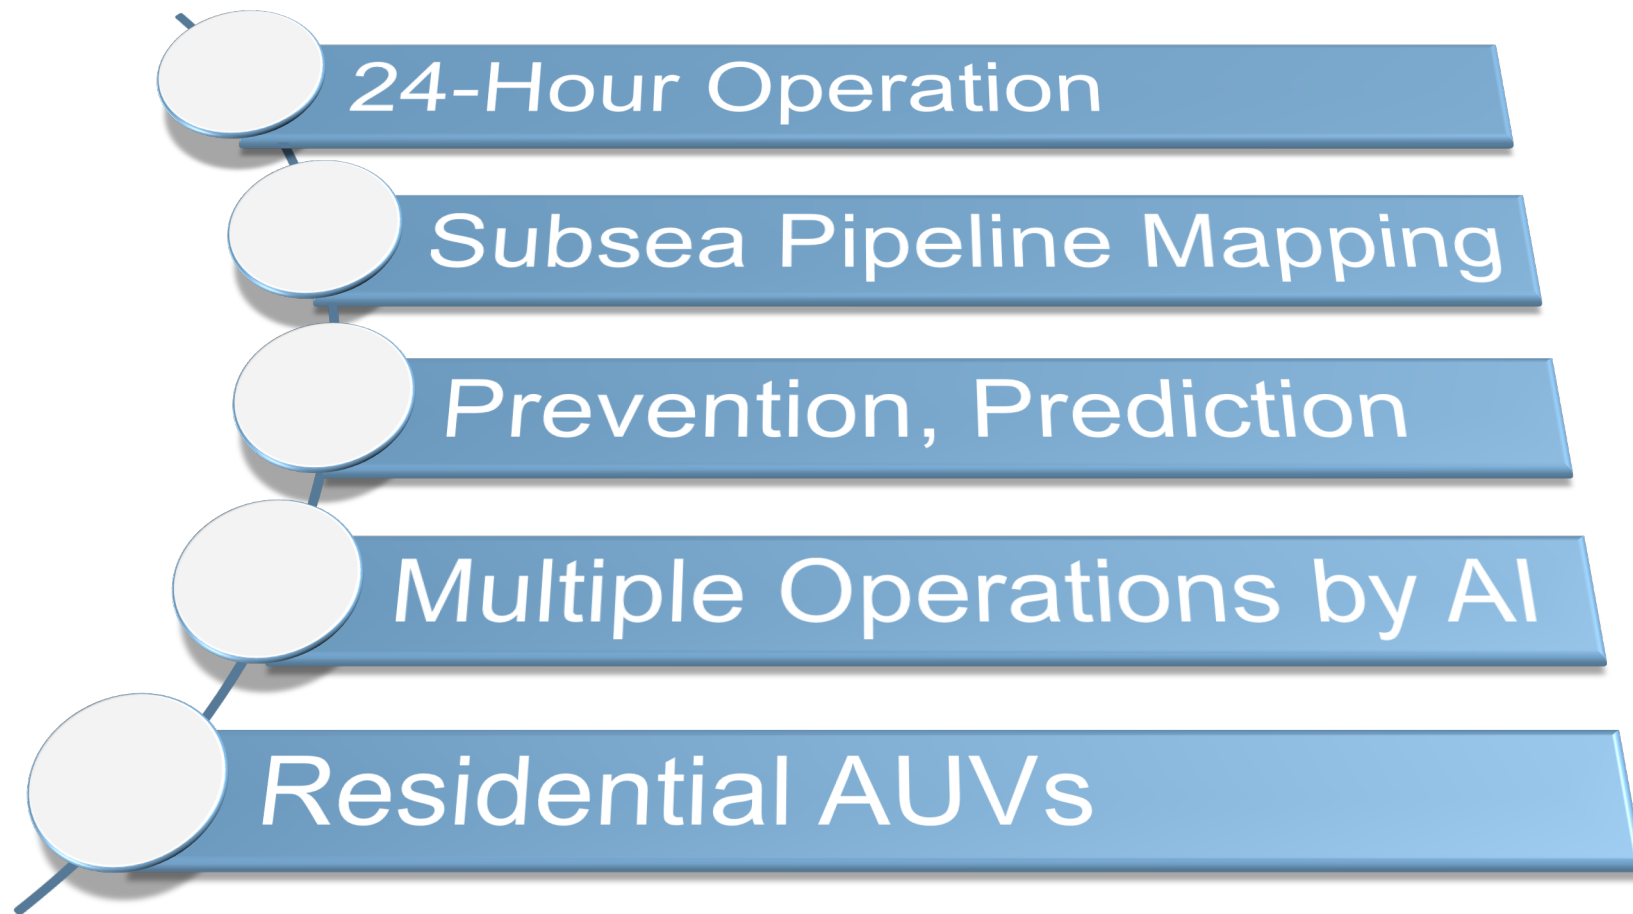 24-Hour Operation
Subsea Pipeline Mapping
Prevention, Prediction
Multiple Operations by AI
Residential AUVs